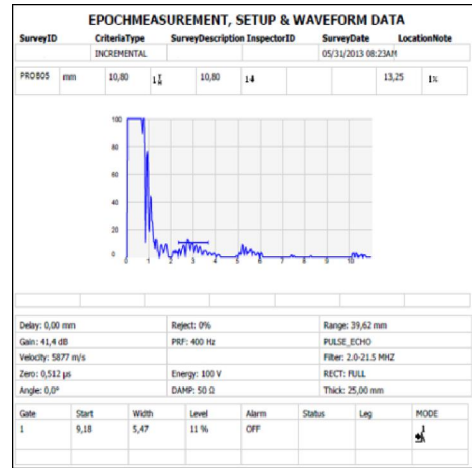 EPOCHMEASUREMENT, SETUP & WAVEFORM DATA
SurveyID CriteriaType SurveyDescription InspectorID SurveyDate LocationNote
INCREMENTAL 05/31/2013 08:23AM
PROB05 mm 10,80 10,80 13,25
100
80
60
40
20
0
0 1 2 3 4 5 6 7 8 9 10
Delay: 0,00 mm Reject: 0% Range: 39,62 mm
Gain: 41,4 dB PRF: 400 Hz PULSE_ECHO
Velocity: 5877 m/s Filter: 2.0-21.5 MHZ
Zero: 0,512 µs Energy: 100 V RECT: FULL
Angle: 0,0° DAMP: 50 Ω Thick: 25,00 mm
Gate Start Width Level Alarm Status Leg MODE
1 9,18 5,47 11 % OFF